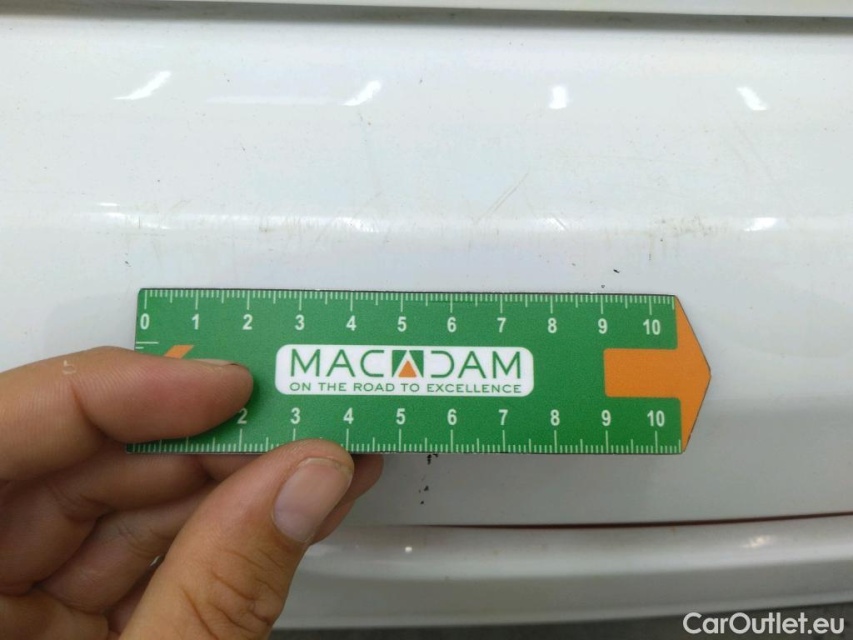 0 1 2 3 4 5 6 7 8 9 10
MACADAM
ON THE ROAD TO EXCELLENCE
2 3 4 5 6 7 8 9 10
CarOutlet.eu